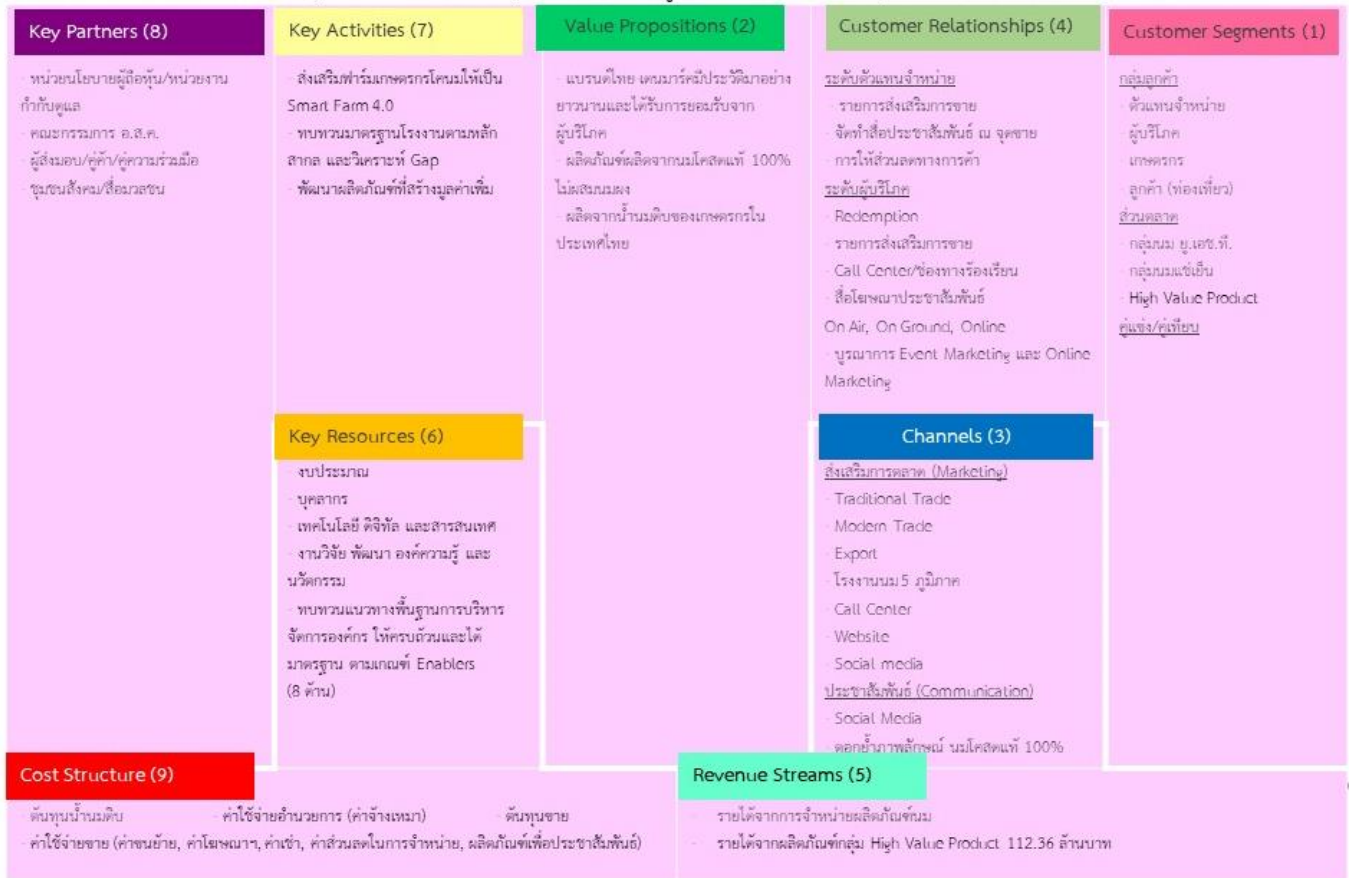 Key Partners (8)
- หน่วยนโยบายผู้ถือหุ้น/หน่วยงาน
กำกับดูแล
- คณะกรรมการ อ.ส.ค.
- ผู้ส่งมอบ/คู่ค้า/คู่ความร่วมมือ
- ชุมชนสังคม/สื่อมวลชน
Key Activities (7)
- ส่งเสริมฟาร์มเกษตรกรโคนมให้เป็น
Smart Farm 4.0
- ทบทวนมาตรฐานโรงงานตามหลัก
สากล และวิเคราะห์ Gap
- พัฒนาผลิตภัณฑ์ที่สร้างมูลค่าเพิ่ม
Key Resources (6)
- งบประมาณ
- บุคลากร
- เทคโนโลยี ดิจิทัล และสารสนเทศ
- งานวิจัย พัฒนา องค์ความรู้ และ
นวัตกรรม
- ทบทวนแนวทางพื้นฐานการบริหาร
จัดการองค์กร ให้ครบถ้วนและได้
มาตรฐาน ตามเกณฑ์ Enablers
(8 ด้าน)
Value Propositions (2)
- แบรนด์ไทย เดนมาร์คมีประวัติมาอย่าง
ยาวนานและได้รับการยอมรับจาก
ผู้บริโภค
- ผลิตภัณฑ์ผลิตจากนมโคสดแท้ 100%
ไม่ผสมนมผง
- ผลิตจากน้ำนมดิบของเกษตรกรใน
ประเทศไทย
Customer Relationships (4)
ระดับตัวแทนจำหน่าย
- รายการส่งเสริมการขาย
- จัดทำสื่อประชาสัมพันธ์ ณ จุดขาย
- การให้ส่วนลดทางการค้า
ระดับผู้บริโภค
- Redemption
- รายการส่งเสริมการขาย
- Call Center/ช่องทางร้องเรียน
- สื่อโฆษณาประชาสัมพันธ์
On Air, On Ground, Online
- บูรณาการ Event Marketing และ Online
Marketing
Channels (3)
ส่งเสริมการตลาด (Marketing)
- Traditional Trade
- Modern Trade
- Export
- โรงงานนม 5 ภูมิภาค
- Call Center
- Website
- Social media
ประชาสัมพันธ์ (Communication)
- Social Media
- ตอกย้ำภาพลักษณ์ นมโคสดแท้ 100%
Customer Segments (1)
กลุ่มลูกค้า
- ตัวแทนจำหน่าย
- ผู้บริโภค
- เกษตรกร
- ลูกค้า (ท่องเที่ยว)
ส่วนตลาด
- กลุ่มนม ยู.เอช.ที.
- กลุ่มนมแช่เย็น
- High Value Product
คู่แข่ง/คู่เทียบ
Cost Structure (9)
- ต้นทุนน้ำนมดิบ - ค่าใช้จ่ายอำนวยการ (ค่าจ้างเหมา) - ต้นทุนขาย
- ค่าใช้จ่ายขาย (ค่าขนย้าย, ค่าโฆษณาฯ, ค่าเช่า, ค่าส่วนลดในการจำหน่าย, ผลิตภัณฑ์เพื่อประชาสัมพันธ์)
Revenue Streams (5)
- รายได้จากการจำหน่ายผลิตภัณฑ์นม
- รายได้จากผลิตภัณฑ์กลุ่ม High Value Product 112.36 ล้านบาท